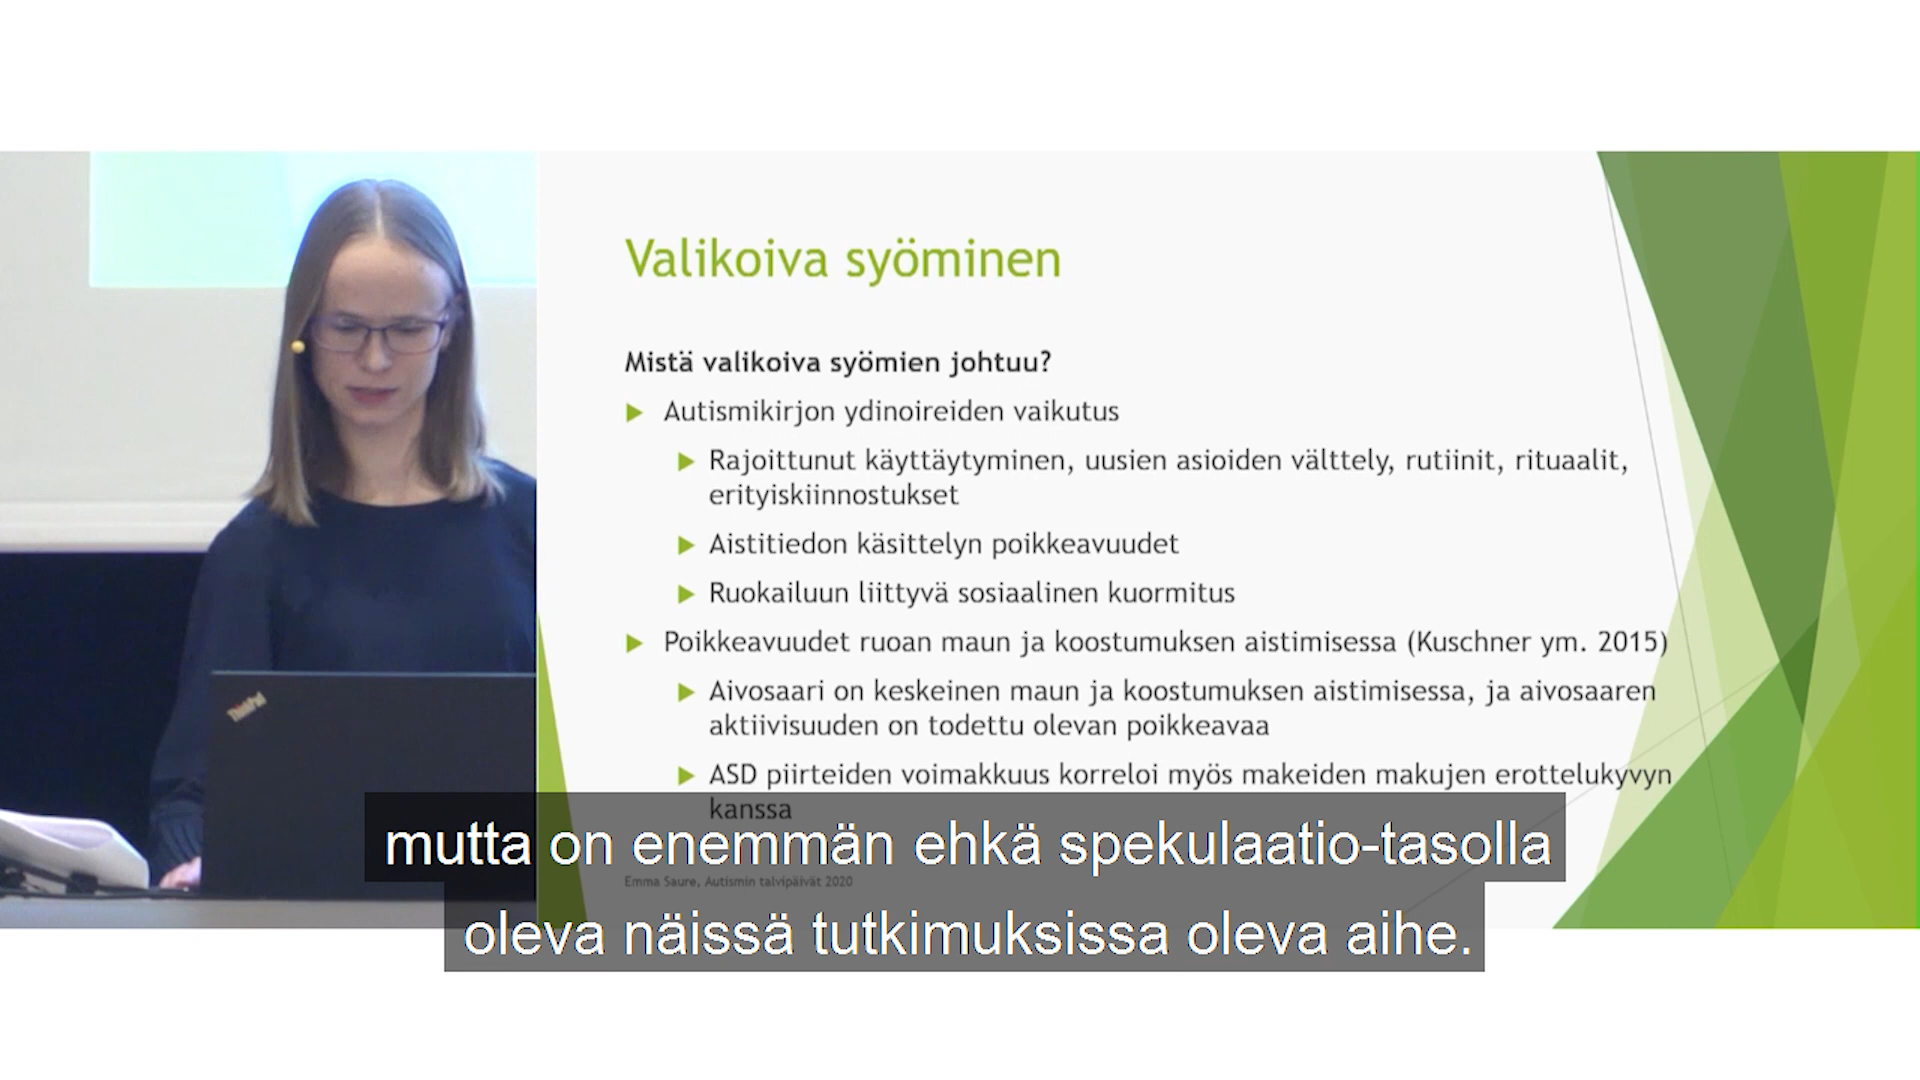 Valikoiva syöminen
Mistä valikoiva syömien johtuu?
Autismikirjon ydinoireiden vaikutus
Rajoittunut käyttäytyminen, uusien asioiden välttely, rutiinit, rituaalit,
erityiskiinnostukset
Aistitiedon käsittelyn poikkeavuudet
Ruokailuun liittyvä sosiaalinen kuormitus
Poikkeavuudet ruoan maun ja koostumuksen aistimisessa (Kuschner ym. 2015)
Aivosaari on keskeinen maun ja koostumuksen aistimisessa, ja aivosaaren
aktiivisuuden on todettu olevan poikkeavaa
ASD piirteiden voimakkuus korreloi myös makeiden makujen erottelukyvyn
kanssa
Emma Saure, Autismin talvipäivät 2020
ThinkPad
mutta on enemmän ehkä spekulaatio-tasolla
oleva näissä tutkimuksissa oleva aihe.